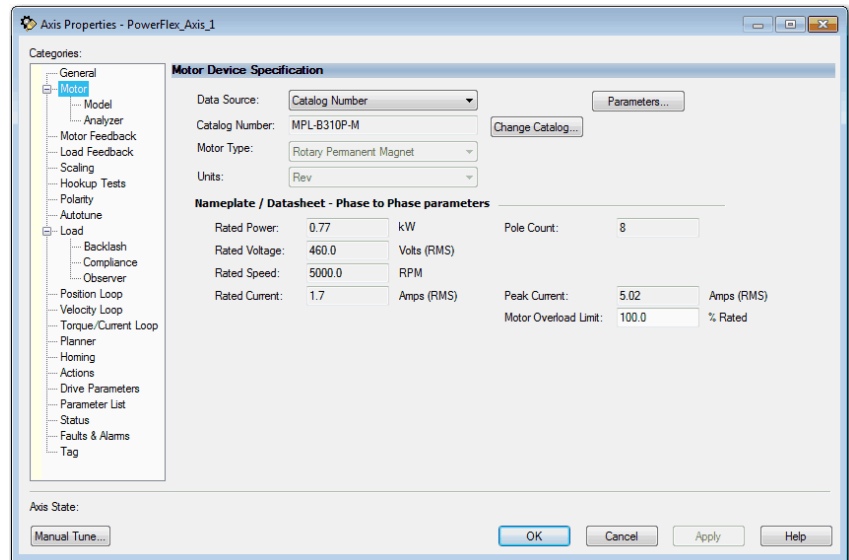 Axis Properties - PowerFlex_Axis_1
Categories:
General
Motor
Model
Analyzer
Motor Feedback
Load Feedback
Scaling
Hookup Tests
Polarity
Autotune
Load
Backlash
Compliance
Observer
Position Loop
Velocity Loop
Torque/Current Loop
Planner
Homing
Actions
Drive Parameters
Parameter List
Status
Faults & Alarms
Tag
Motor Device Specification
Data Source: Catalog Number Parameters...
Catalog Number: MPL-B310P-M Change Catalog...
Motor Type: Rotary Permanent Magnet
Units: Rev
Nameplate / Datasheet - Phase to Phase parameters
Rated Power: 0.77 kW Pole Count: 8
Rated Voltage: 460.0 Volts (RMS)
Rated Speed: 5000.0 RPM
Rated Current: 1.7 Amps (RMS) Peak Current: 5.02 Amps (RMS)
Motor Overload Limit: 100.0 % Rated
Axis State:
Manual Tune... OK Cancel Apply Help